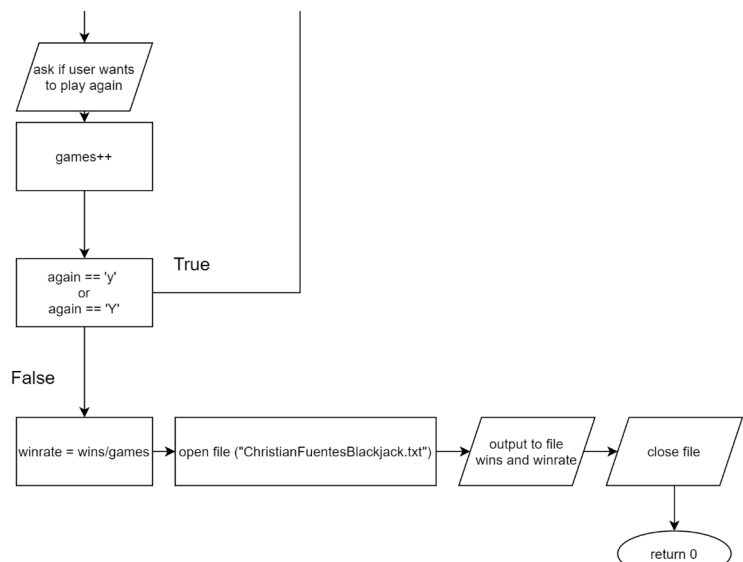 ask if user wants
to play again
games++
True
again == 'y'
or
again == 'Y'
False
winrate = wins/games
open file ("ChristianFuentesBlackjack.txt")
output to file
wins and winrate
close file
return 0